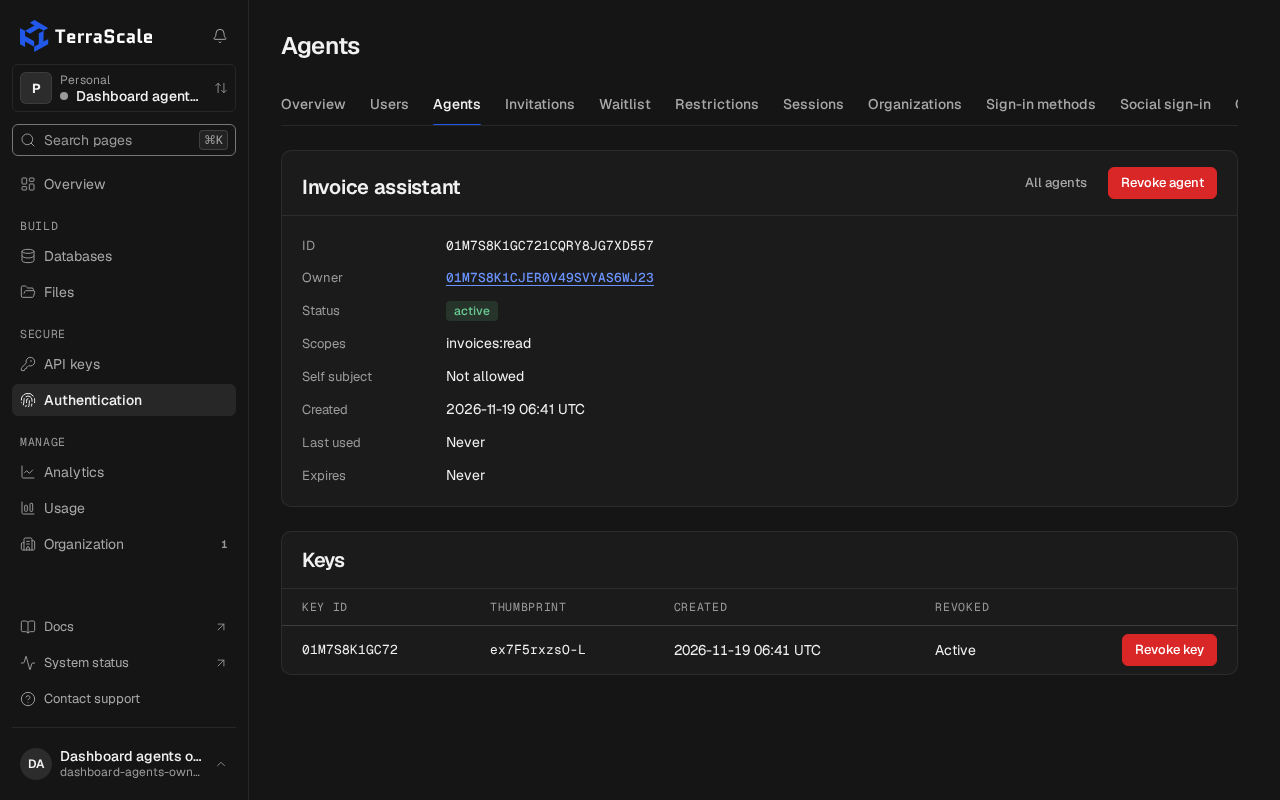 TerraScale
P
Personal
Dashboard agent...
Search pages
⌘K
Overview
BUILD
Databases
Files
SECURE
API keys
Authentication
MANAGE
Analytics
Usage
Organization
1
Docs
System status
Contact support
DA
Dashboard agents o...
dashboard-agents-own...
Agents
Overview Users Agents Invitations Waitlist Restrictions Sessions Organizations Sign-in methods Social sign-in
Invoice assistant
All agents
Revoke agent
ID 01M7S8K1GC721CQRY8JG7XD557
Owner 01M7S8K1CJER0V49SVYAS6WJ23
Status active
Scopes invoices:read
Self subject Not allowed
Created 2026-11-19 06:41 UTC
Last used Never
Expires Never
Keys
KEY ID THUMBPRINT CREATED REVOKED
01M7S8K1GC72 ex7F5rxzsO-L 2026-11-19 06:41 UTC Active Revoke key